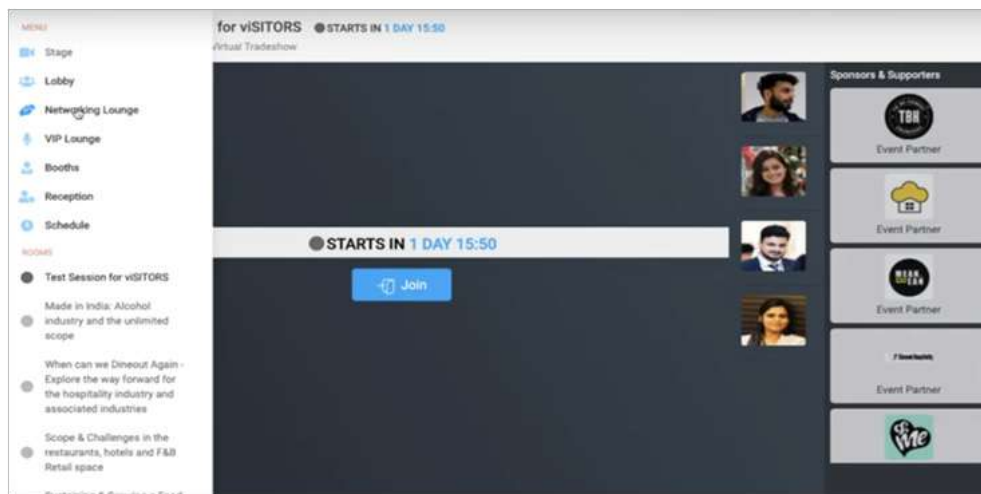 MENU
Stage
Lobby
Networking Lounge
VIP Lounge
Booths
Reception
Schedule
ROOMS
Test Session for viSITORS
Made in India: Alcohol
industry and the unlimited
scope
When can we Dineout Again -
Explore the way forward for
the hospitality industry and
associated industries
Scope & Challenges in the
restaurants, hotels and F&B
Retail space
for viSITORS
STARTS IN 1 DAY 15:50
Virtual Tradeshow
STARTS IN 1 DAY 15:50
Join
Sponsors & Supporters
TBH
Event Partner
Event Partner
Event Partner
Event Partner
me